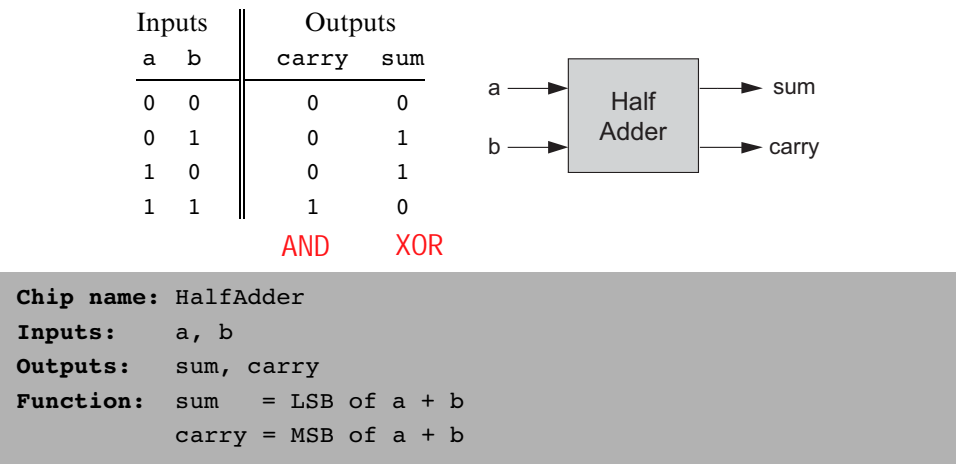 Inputs Outputs
a b carry sum
0 0 0 0
0 1 0 1
1 0 0 1
1 1 1 0
AND XOR
a
b
Half
Adder
sum
carry
Chip name: HalfAdder
Inputs: a, b
Outputs: sum, carry
Function: sum = LSB of a + b
carry = MSB of a + b